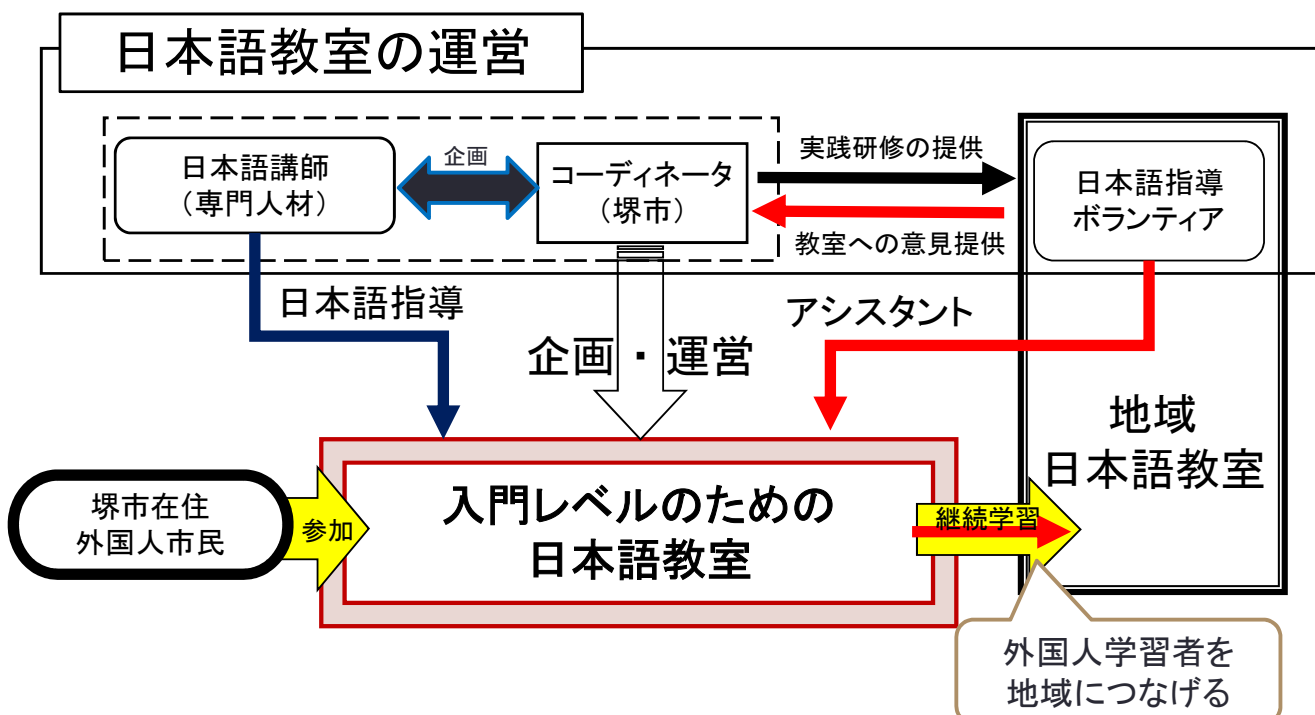 日本語教室の運営
日本語講師
（専門人材）
企画
コーディネータ
（堺市）
実践研修の提供
教室への意見提供
日本語指導
ボランティア
日本語指導
企画・運営
アシスタント
地域
日本語教室
堺市在住
外国人市民
参加
入門レベルのための
日本語教室
継続学習
外国人学習者を
地域につなげる